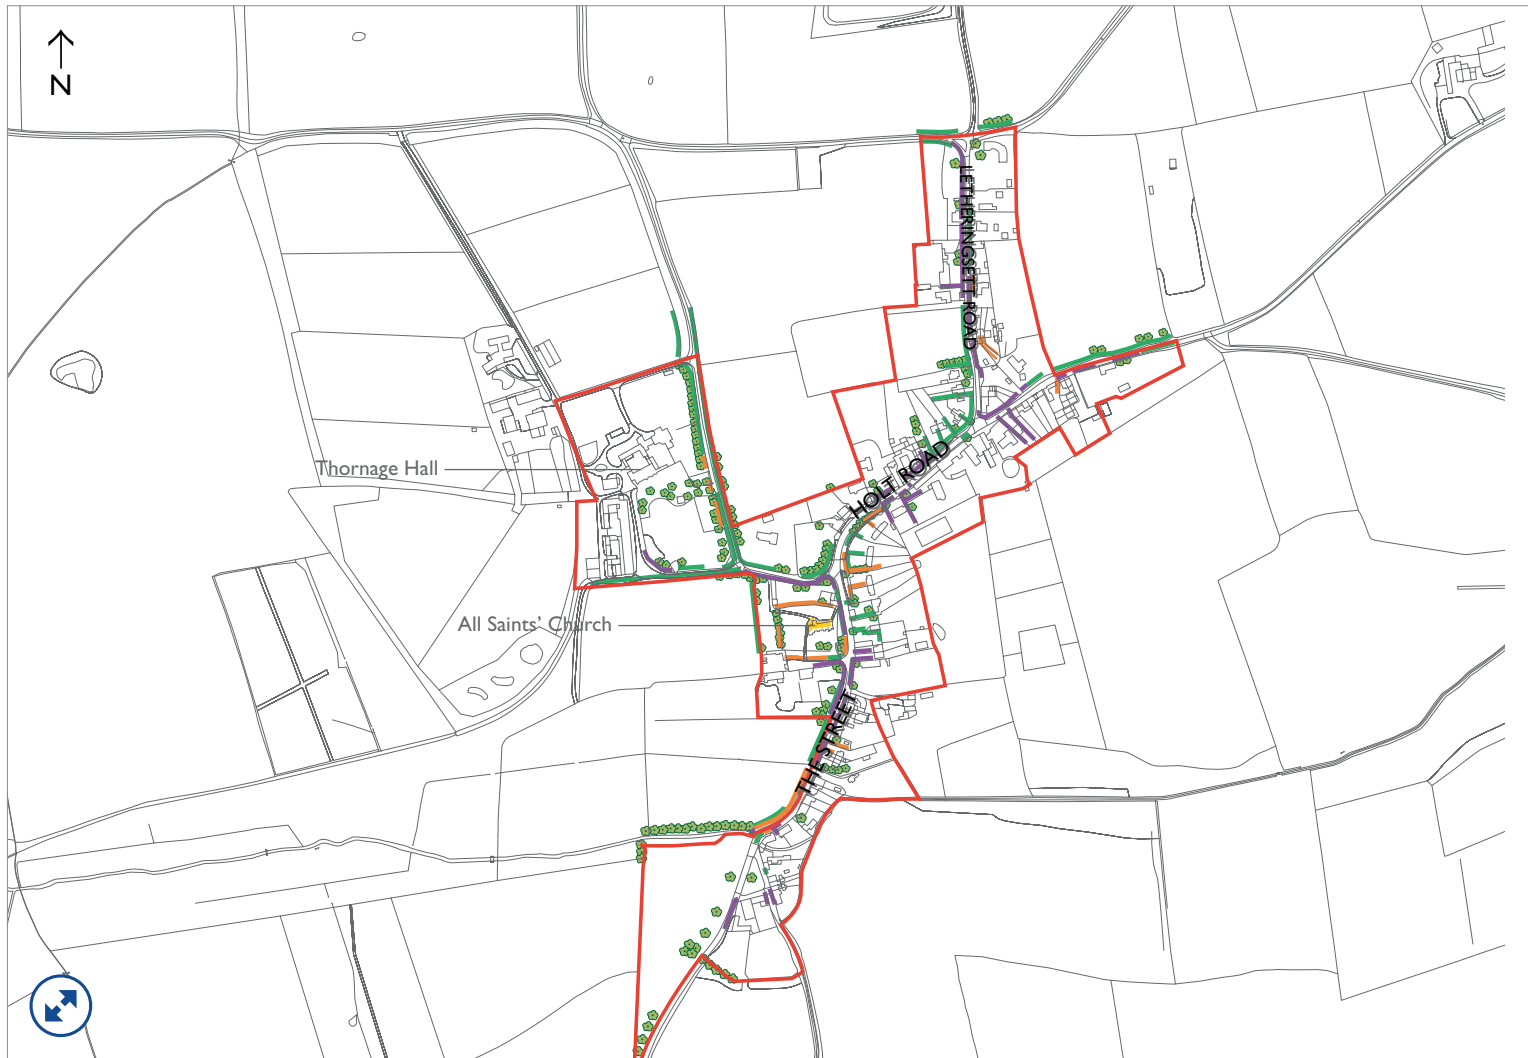 N
LETHERINGSETT ROAD
Thornage Hall
HOLT ROAD
All Saints' Church
THE STREET